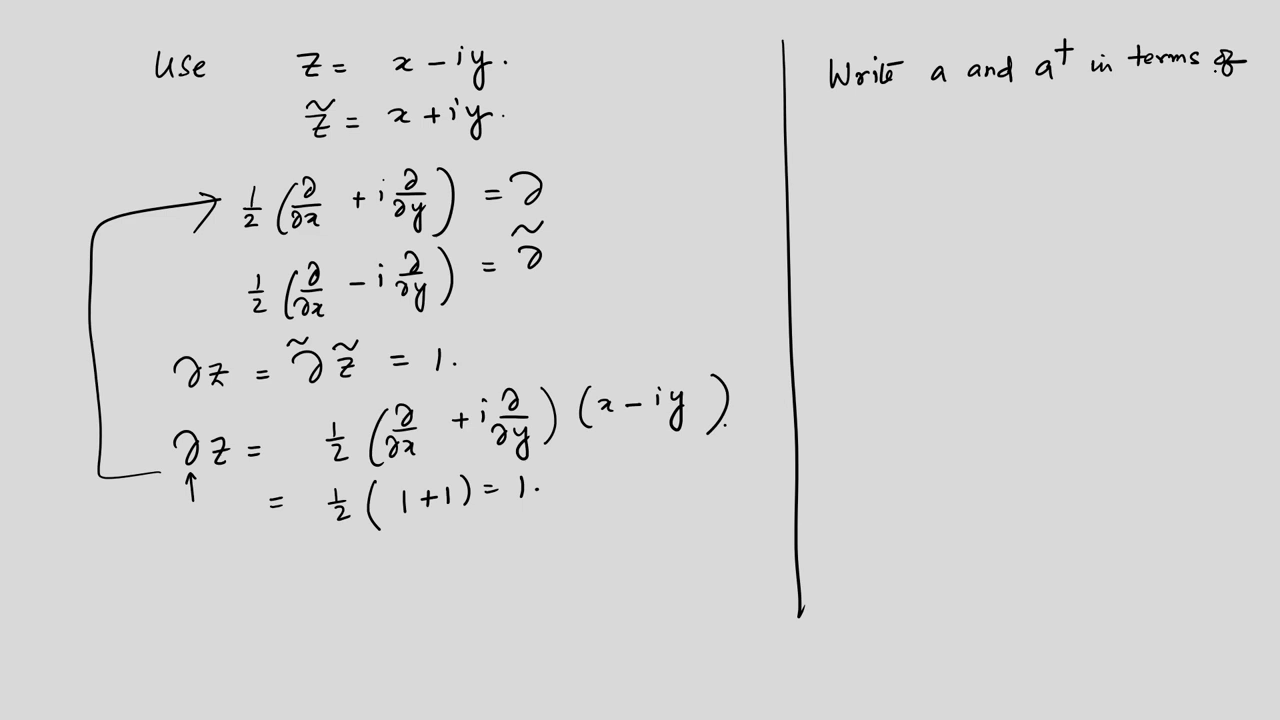 Use z = x - iy.
z̃ = x + iy.
1/2 (∂/∂x + i ∂/∂y) = ∂
1/2 (∂/∂x - i ∂/∂y) = ∂̃
∂z = ∂̃ z̃ = 1.
∂z = 1/2 (∂/∂x + i ∂/∂y) (x - iy).
= 1/2 (1+1) = 1.
Write a and a† in terms of